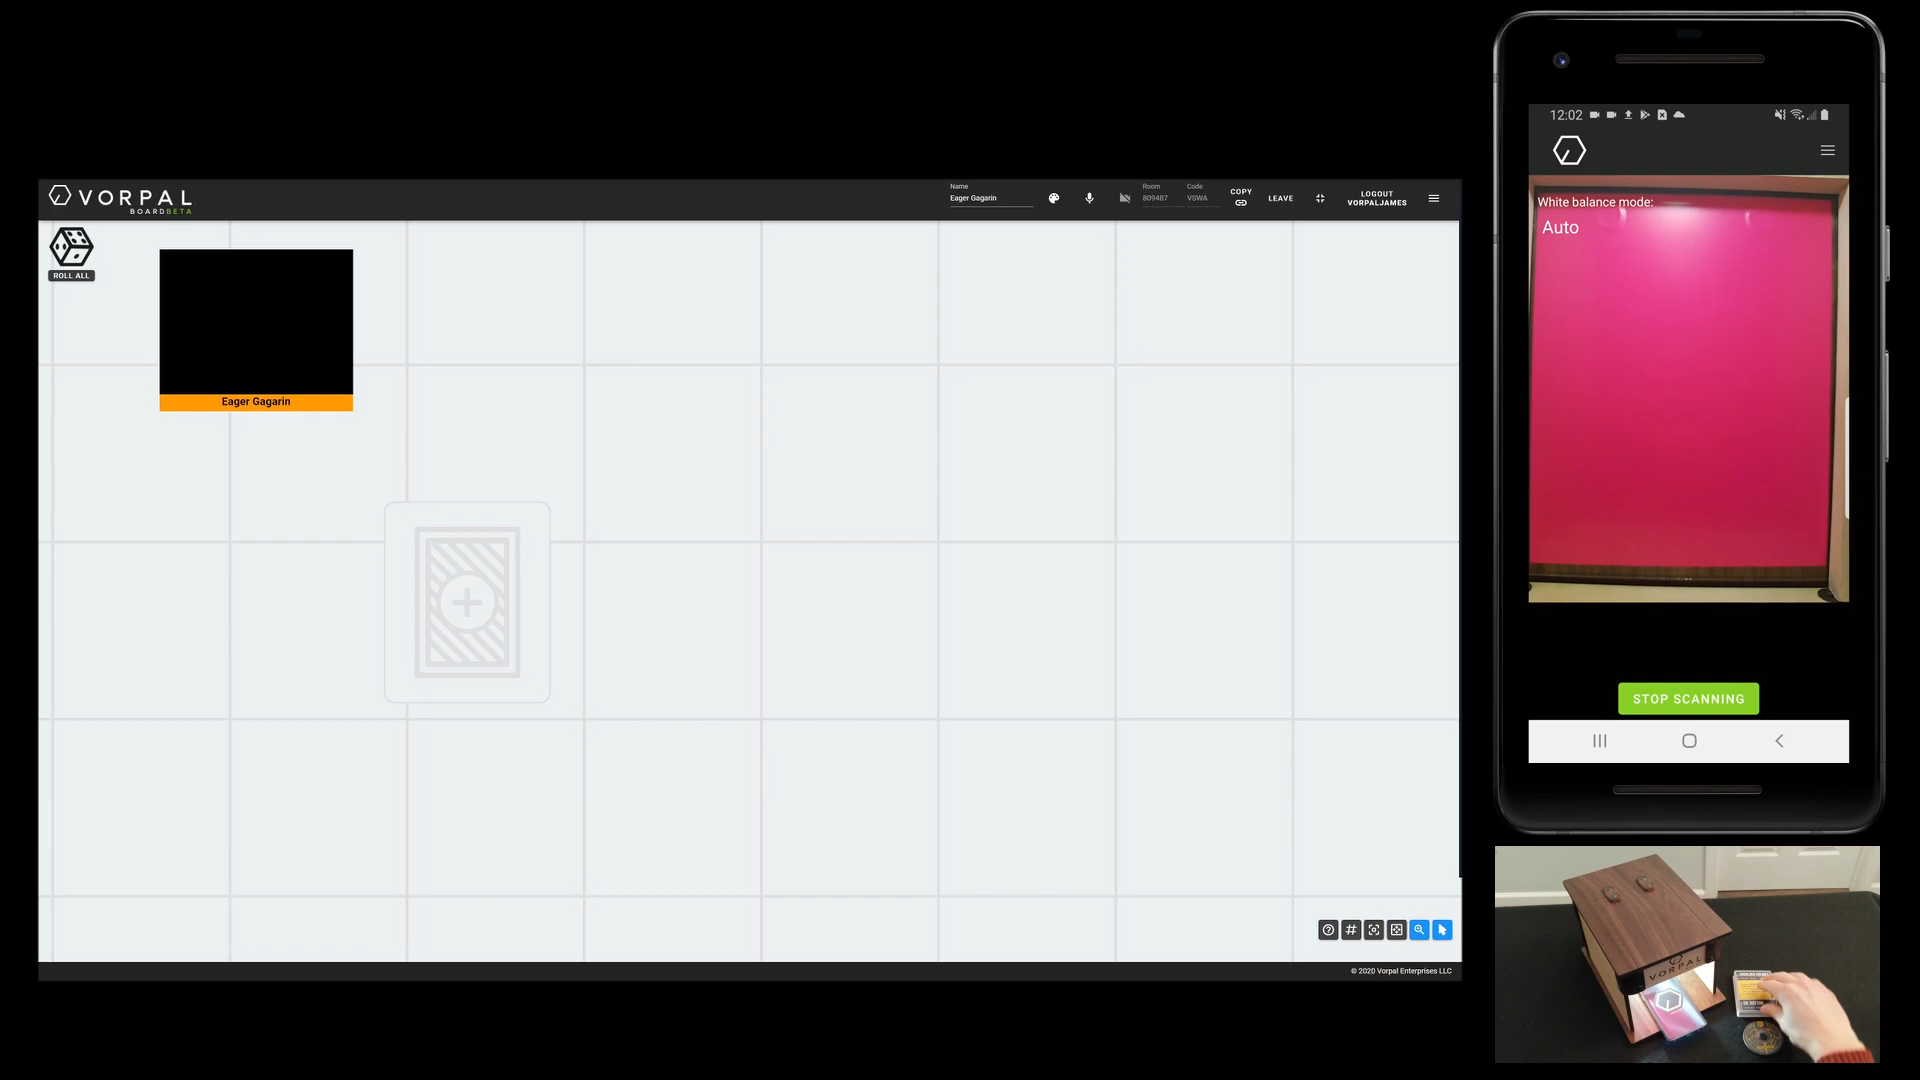 VORPAL
BOARDBETA
Name
Eager Gagarin
Room
809487
Code
VSWA
COPY
LEAVE
LOGOUT
VORPALJAMES
ROLL ALL
Eager Gagarin
© 2020 Vorpal Enterprises LLC
12:02
White balance mode:
Auto
STOP SCANNING
VORPAL